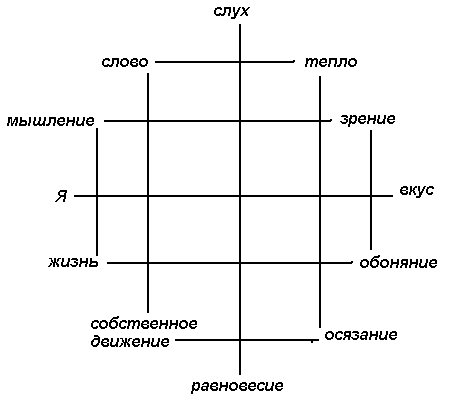 слух
слово
тепло
мышление
зрение
Я
вкус
жизнь
обоняние
собственное
движение
осязание
равновесие